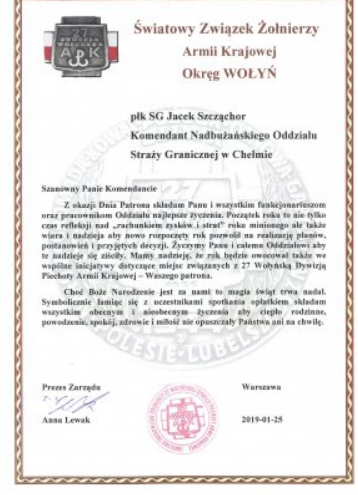 27
A P K
Światowy Związek Żołnierzy
Armii Krajowej
Okręg WOŁYŃ
płk SG Jacek Szcząchor
Komendant Nadbużańskiego Oddziału
Straży Granicznej w Chełmie
Szanowny Panie Komendancie
Z okazji Dnia Patrona składam Panu i wszystkim funkcjonariuszom
oraz pracownikom Oddziału najlepsze życzenia. Początek roku to nie tylko
czas refleksji nad „rachunkiem zysków i strat” roku minionego ale także
wiara i nadzieja aby nowo rozpoczęty rok pozwolił na realizację planów,
postanowień i przyjętych decyzji. Życzymy Panu i całemu Oddziałowi aby
te nadzieje się ziściły. Mamy nadzieję, że rok będzie owocował także we
wspólne inicjatywy dotyczące miejsc związanych z 27 Wołyńską Dywizją
Piechoty Armii Krajowej – Waszego patrona.
Choć Boże Narodzenie jest za nami to magia świąt trwa nadal.
Symbolicznie łamiąc się z uczestnikami spotkania opłatkiem składam
wszystkim obecnym i nieobecnym życzenia aby ciepło rodzinne,
powodzenie, spokój, zdrowie i miłość nie opuszczały Państwa ani na chwilę.
POLESIE-LUBELS
Prezes Zarządu
Warszawa
Anna Lewak
2019-01-25